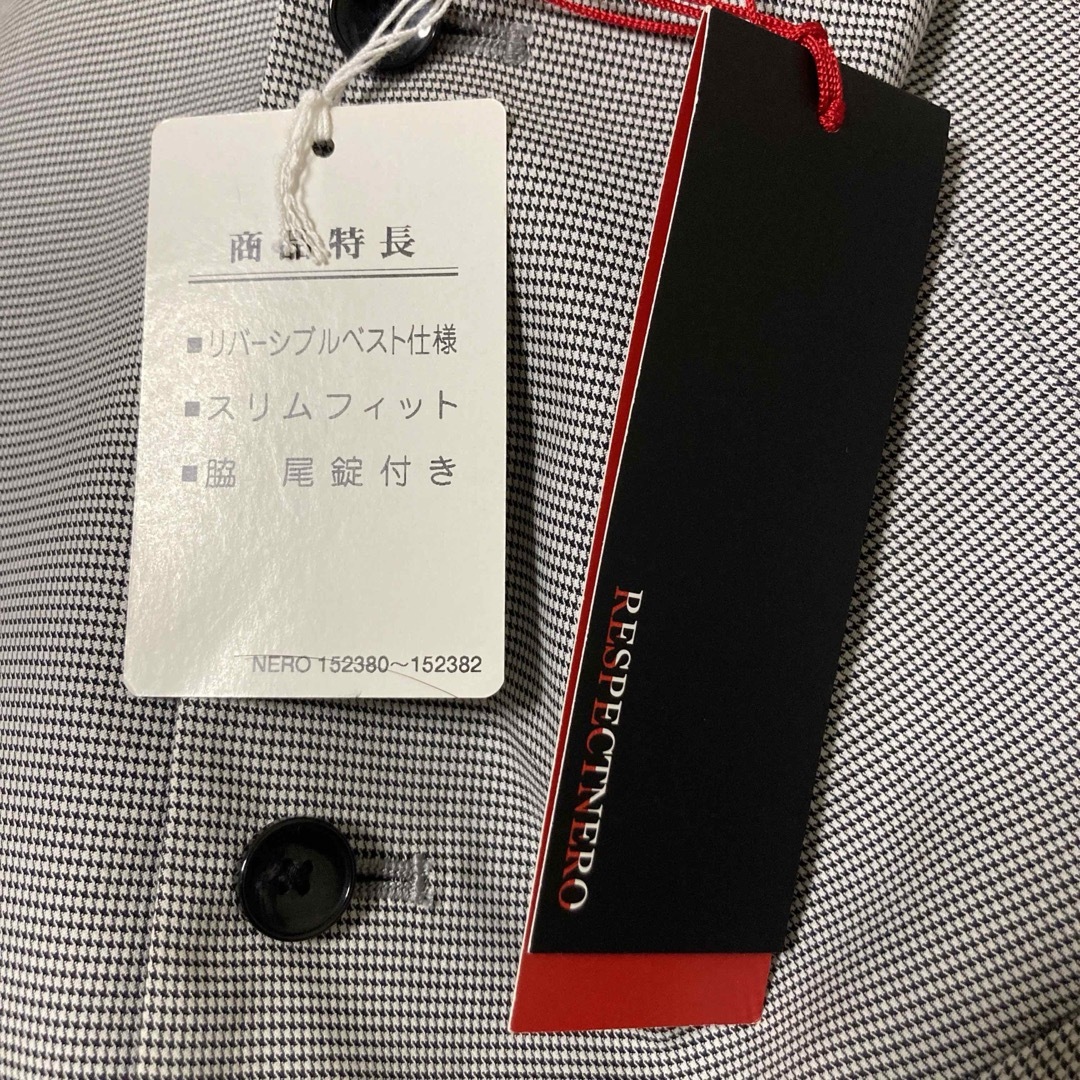 商品特長
■リバーシブルベスト仕様
■スリムフィット
■脇 尾錠付き
NERO 152380～152382
RESPECTNERO